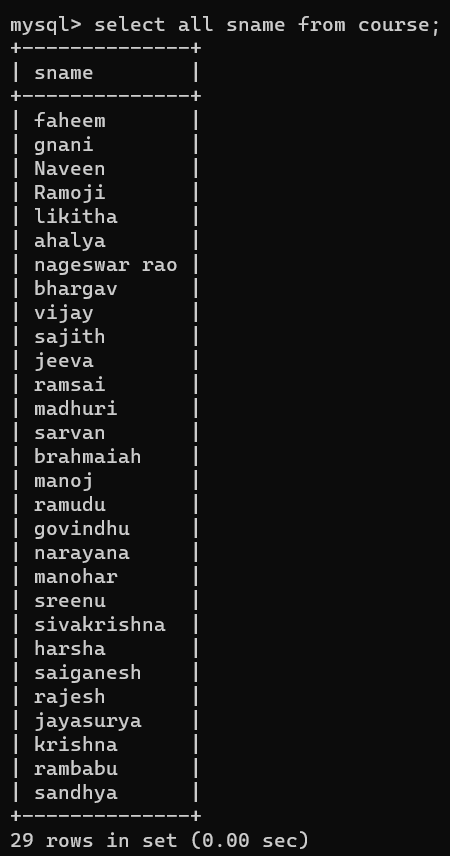 mysql> select all sname from course;
+--------------+
| sname        |
+--------------+
| faheem       |
| gnani        |
| Naveen       |
| Ramoji       |
| likitha      |
| ahalya       |
| nageswar rao |
| bhargav      |
| vijay        |
| sajith       |
| jeeva        |
| ramsai       |
| madhuri      |
| sarvan       |
| brahmaiah    |
| manoj        |
| ramudu       |
| govindhu     |
| narayana     |
| manohar      |
| sreenu       |
| sivakrishna  |
| harsha       |
| saiganesh    |
| rajesh       |
| jayasurya    |
| krishna      |
| rambabu      |
| sandhya      |
+--------------+
29 rows in set (0.00 sec)